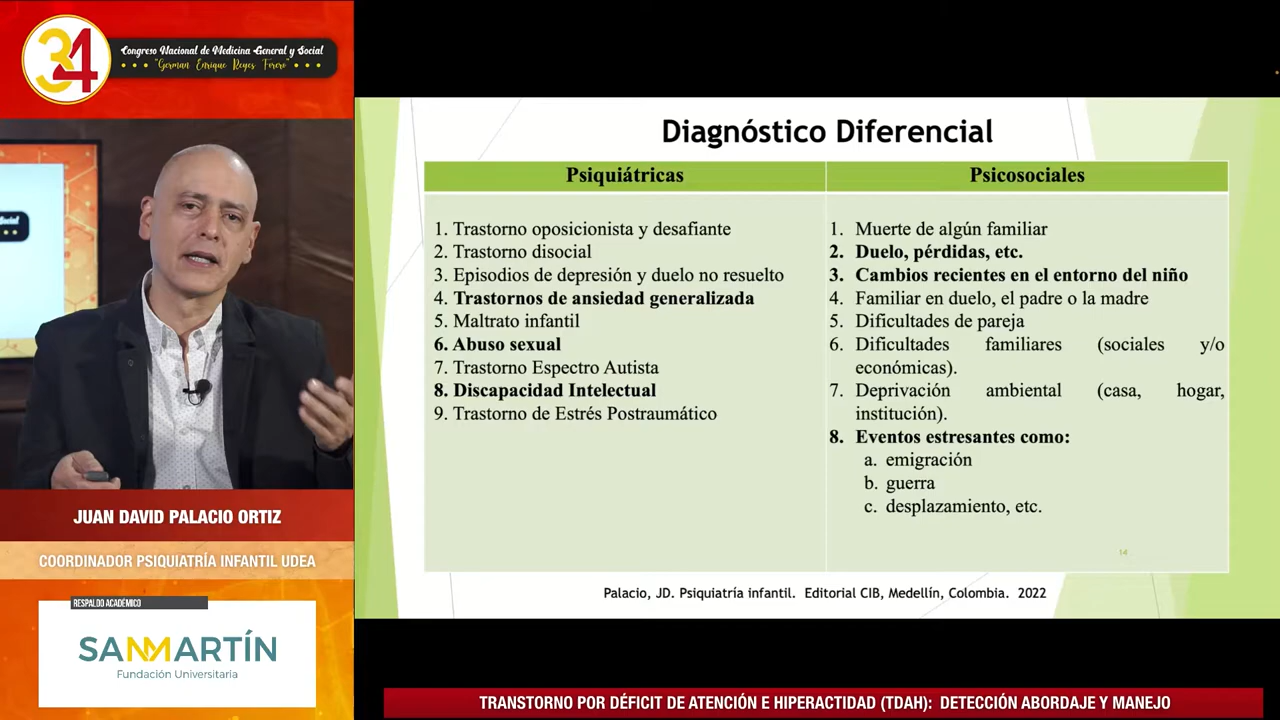 34
Congreso Nacional de Medicina General y Social
"German Enrique Reyes Forero"
Social
JUAN DAVID PALACIO ORTIZ
COORDINADOR PSIQUIATRÍA INFANTIL UDEA
RESPALDO ACADÉMICO
SANMARTÍN
Fundación Universitaria
Diagnóstico Diferencial
Psiquiátricas
1. Trastorno oposicionista y desafiante
2. Trastorno disocial
3. Episodios de depresión y duelo no resuelto
4. Trastornos de ansiedad generalizada
5. Maltrato infantil
6. Abuso sexual
7. Trastorno Espectro Autista
8. Discapacidad Intelectual
9. Trastorno de Estrés Postraumático
Psicosociales
1. Muerte de algún familiar
2. Duelo, pérdidas, etc.
3. Cambios recientes en el entorno del niño
4. Familiar en duelo, el padre o la madre
5. Dificultades de pareja
6. Dificultades familiares (sociales y/o
económicas).
7. Deprivación ambiental (casa, hogar,
institución).
8. Eventos estresantes como:
a. emigración
b. guerra
c. desplazamiento, etc.
14
Palacio, JD. Psiquiatría infantil. Editorial CIB, Medellín, Colombia. 2022
TRANSTORNO POR DÉFICIT DE ATENCIÓN E HIPERACTIDAD (TDAH): DETECCIÓN ABORDAJE Y MANEJO